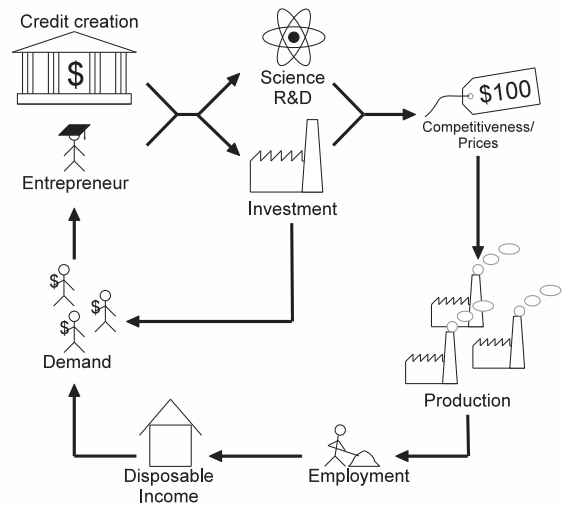 Credit creation
$
Entrepreneur
Science
R&D
Investment
$100
Competitiveness/
Prices
$
$
$
Demand
Production
Disposable
Income
Employment